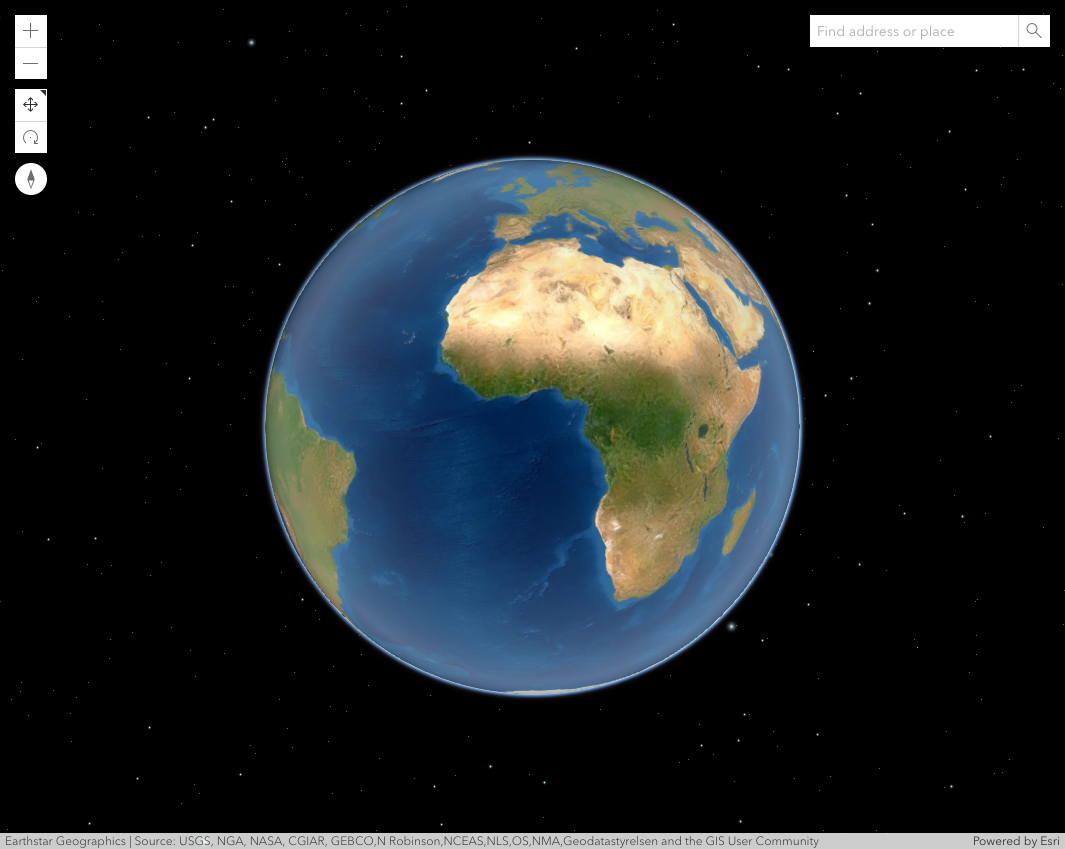 Find address or place
Earthstar Geographics | Source: USGS, NGA, NASA, CGIAR, GEBCO,N Robinson,NCEAS,NLS,OS,NMA,Geodatastyrelsen and the GIS User Community
Powered by Esri